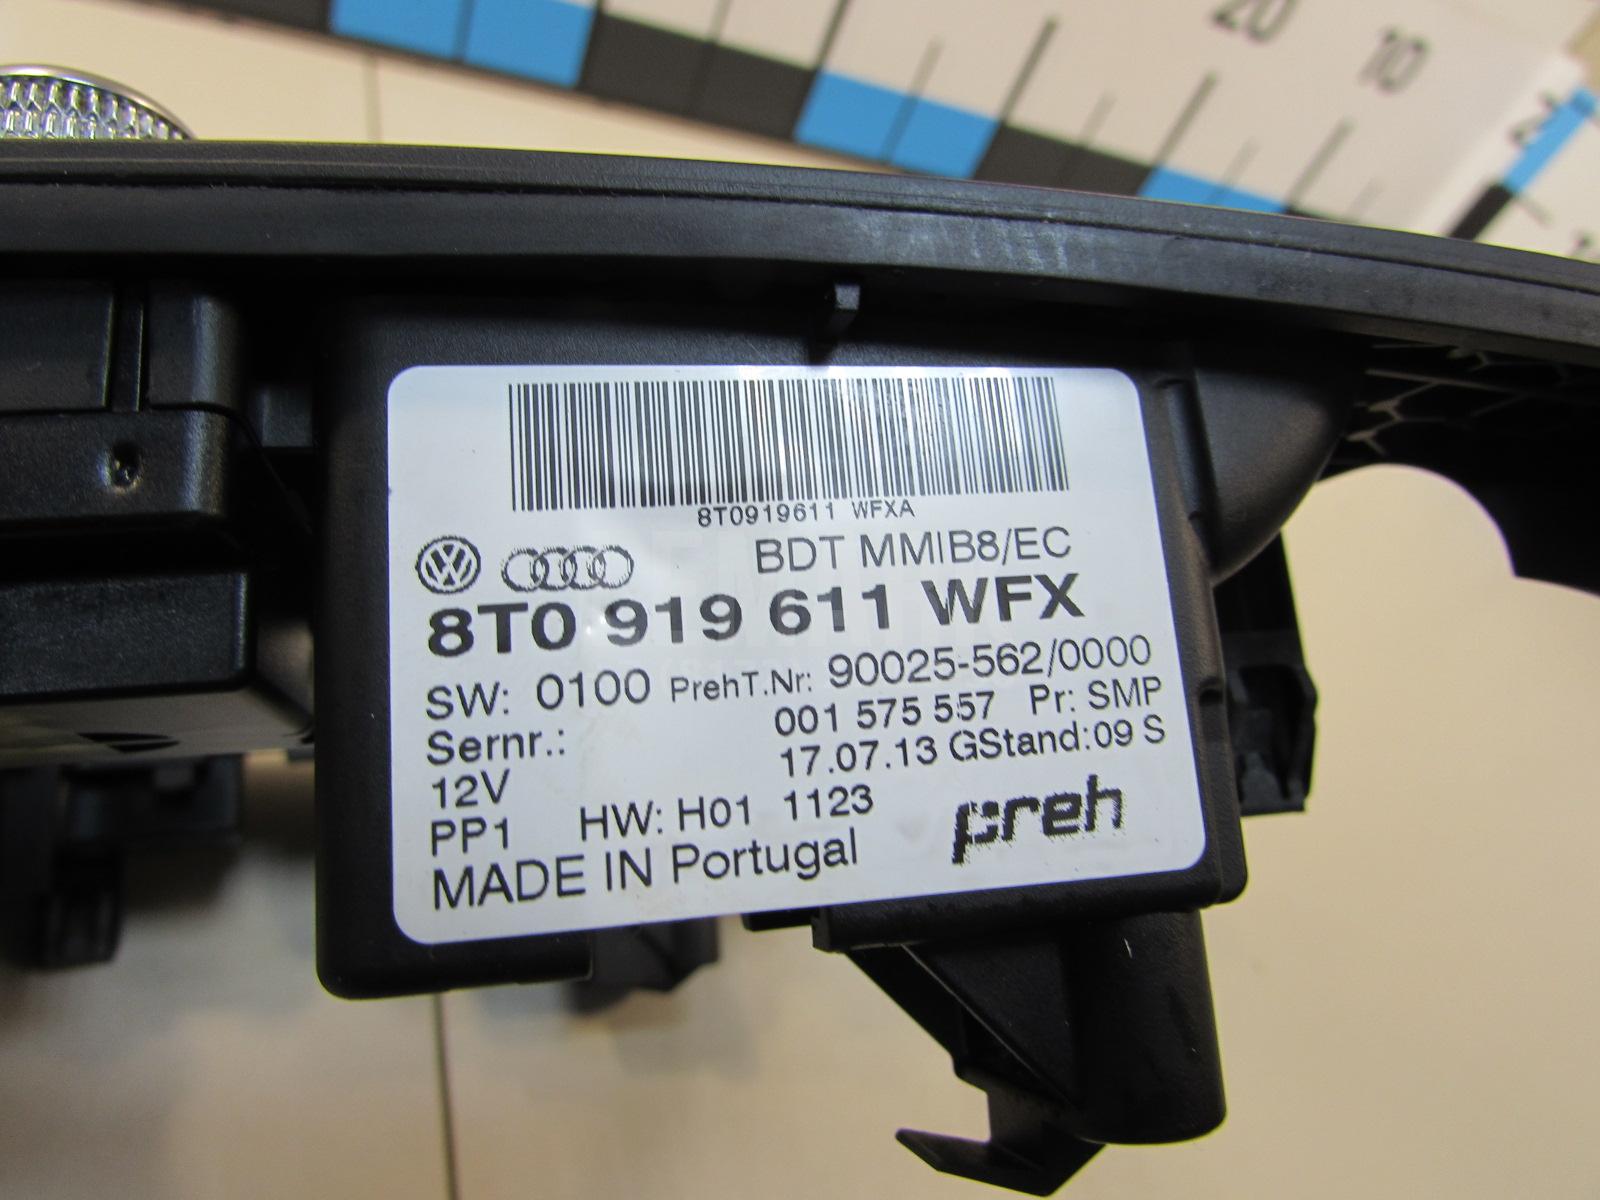 20
10
8T0919611 WFXA
BDT MMIB8/EC
8T0 919 611 WFX
SW: 0100 PrehT.Nr: 90025-562/0000
Sernr.: 001 575 557 Pr: SMP
12V 17.07.13 GStand:09 S
PP1 HW: H01 1123 preh
MADE IN Portugal